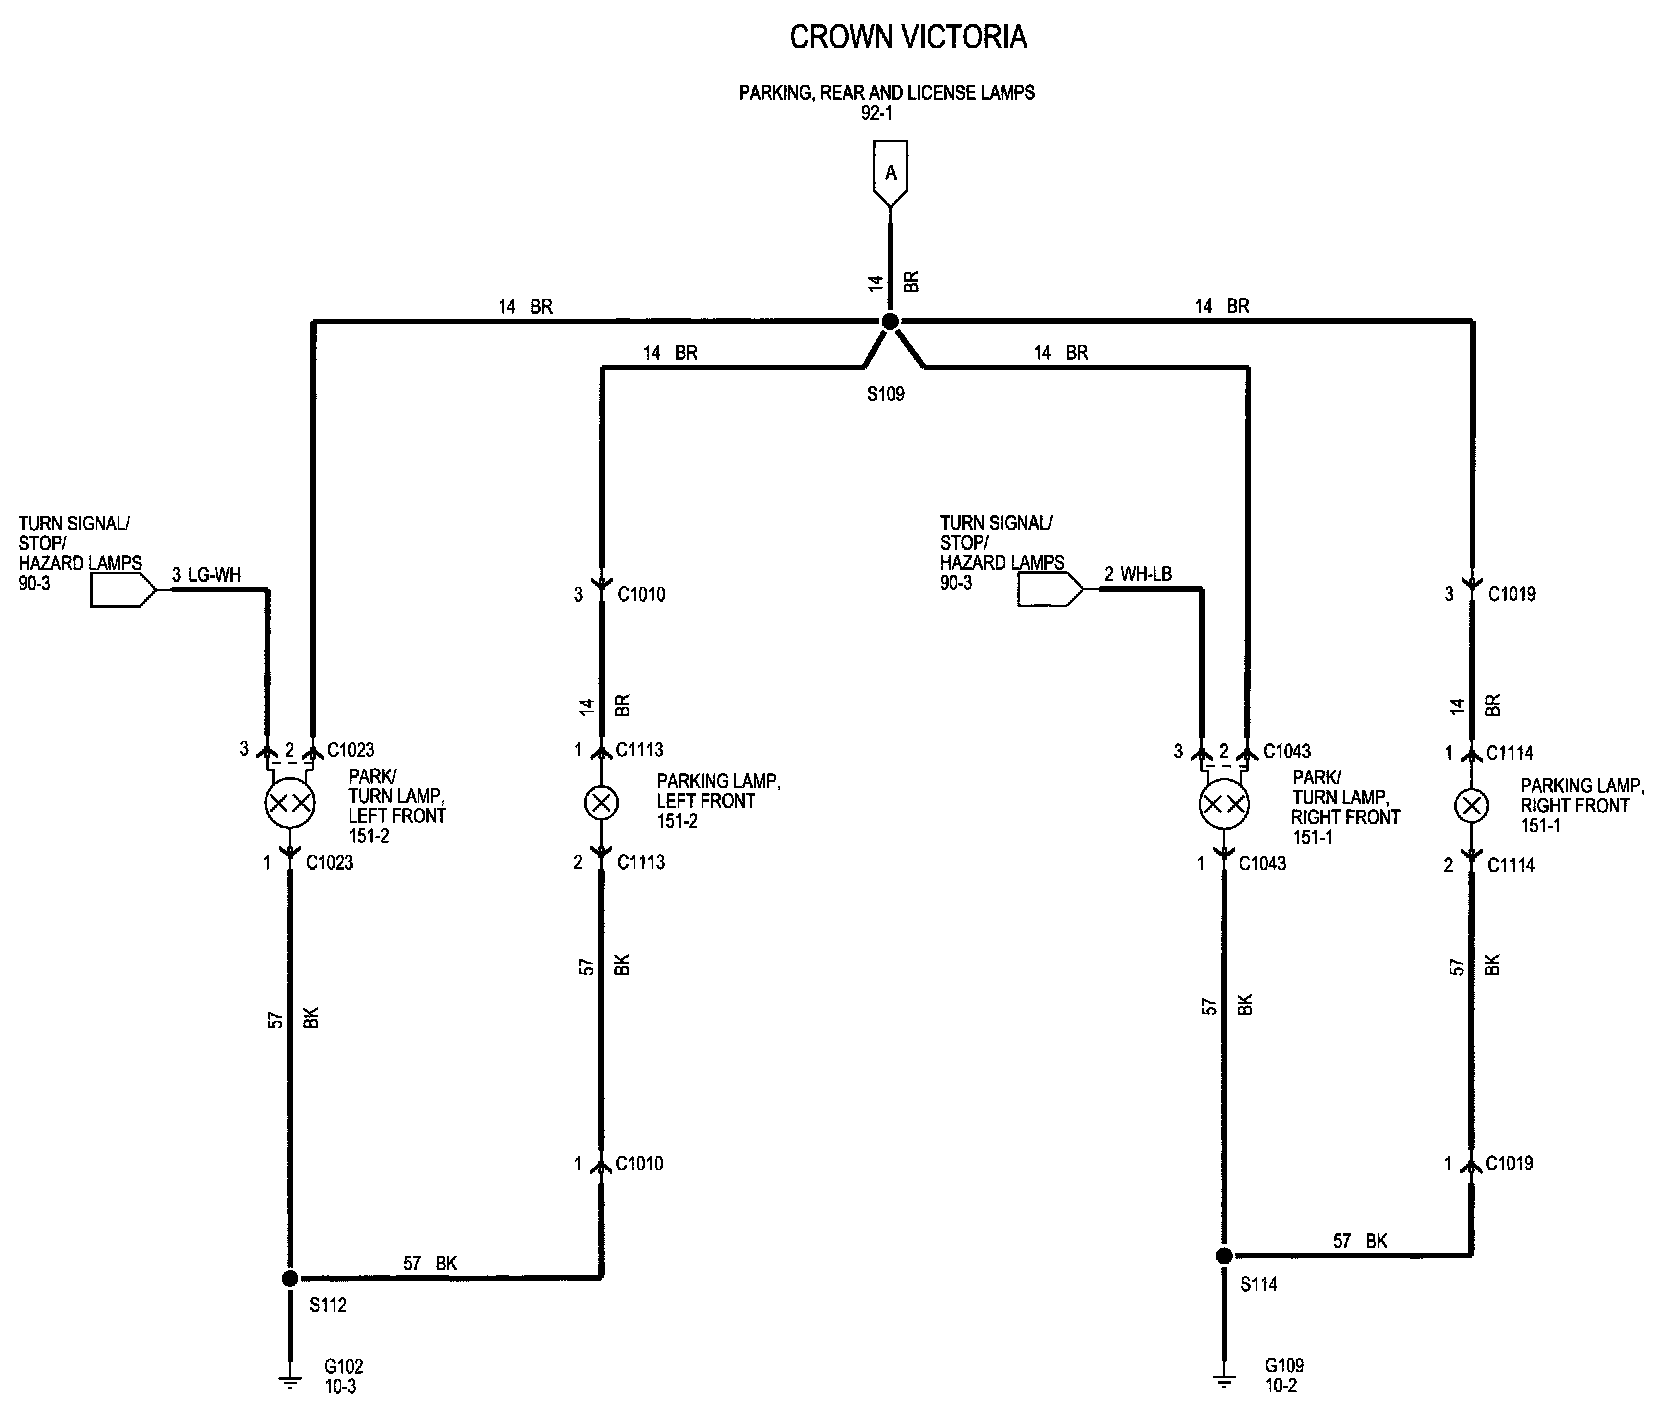 CROWN VICTORIA
PARKING, REAR AND LICENSE LAMPS
92-1
A
14 BR
14 BR
14 BR
14 BR
14 BR
S109
TURN SIGNAL/
STOP/
HAZARD LAMPS
90-3
3 LG-WH
TURN SIGNAL/
STOP/
HAZARD LAMPS
90-3
2 WH-LB
3 C1010
3 C1019
14 BR
14 BR
3 2 C1023
1 C1113
3 2 C1043
1 C1114
PARK/
TURN LAMP,
LEFT FRONT
151-2
PARKING LAMP,
LEFT FRONT
151-2
PARK/
TURN LAMP,
RIGHT FRONT
151-1
PARKING LAMP,
RIGHT FRONT
151-1
1 C1023
2 C1113
1 C1043
2 C1114
57 BK
57 BK
57 BK
57 BK
1 C1010
1 C1019
57 BK
57 BK
S112
S114
G102
10-3
G109
10-2